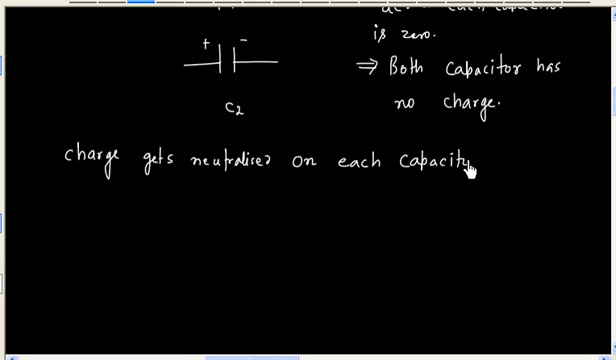 is zero.
+ -
⇒ Both Capacitor has
C2
no charge.
charge gets neutralised on each Capacity